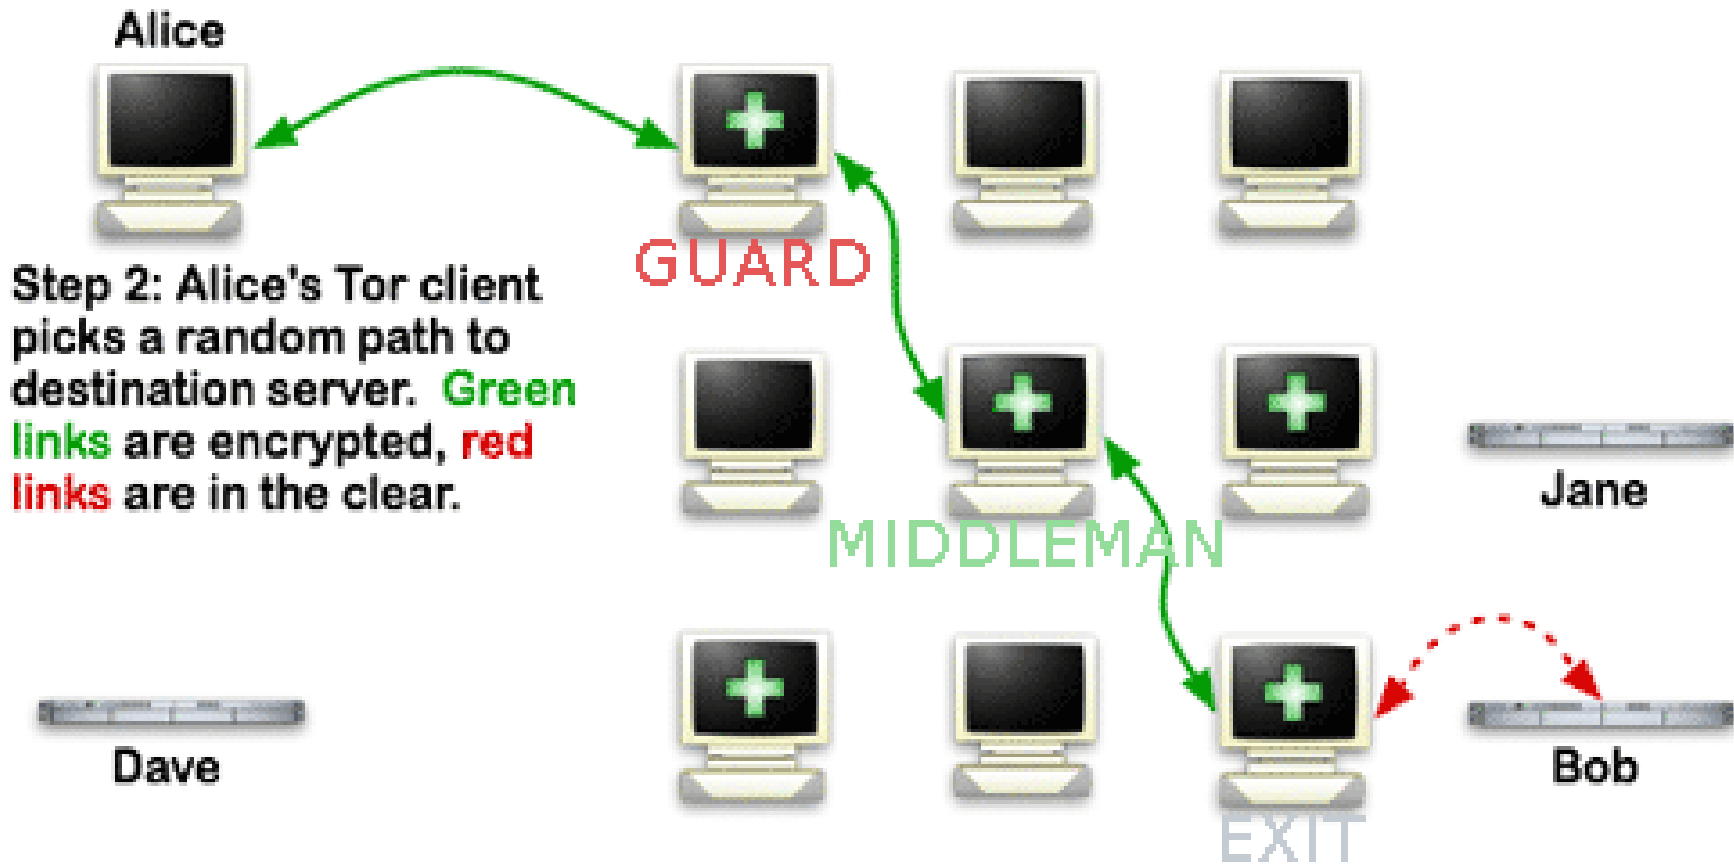 Alice
GUARD
Step 2: Alice's Tor client
picks a random path to
destination server. Green
links are encrypted, red
links are in the clear.
Jane
MIDDLEMAN
Dave
Bob
EXIT